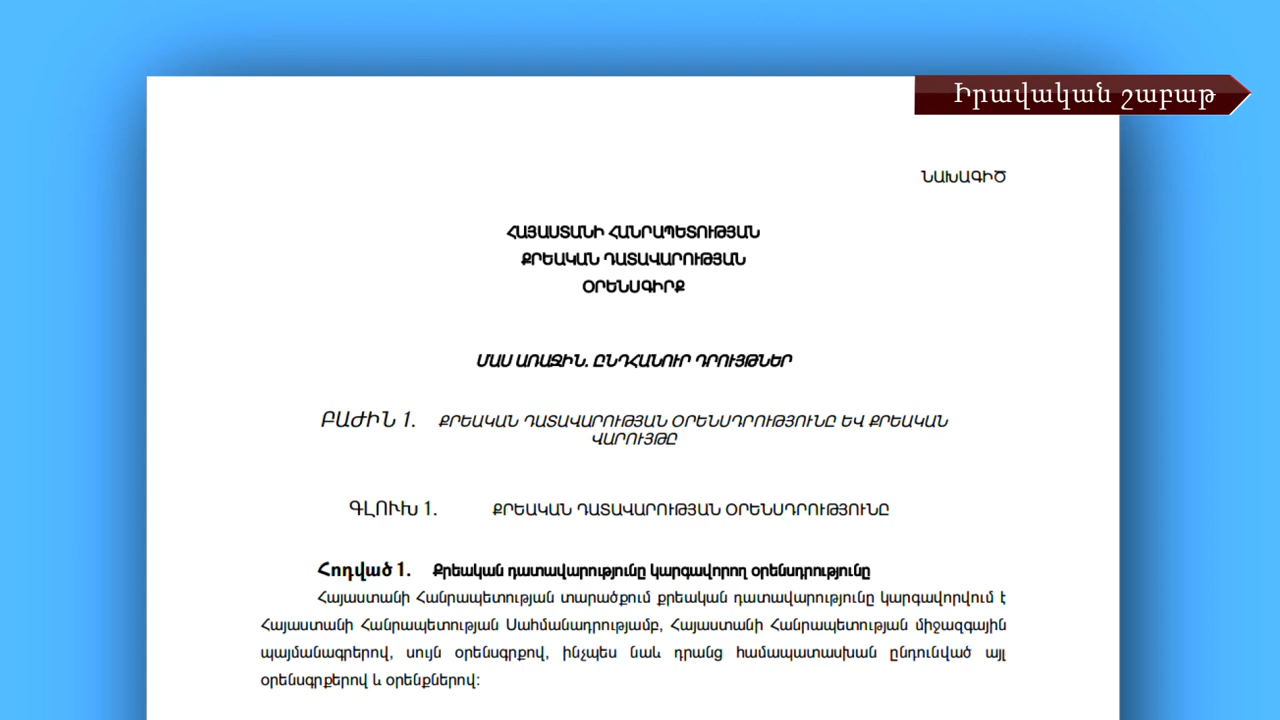 Իրավական շաբաթ
ՆԱԽԱԳԻԾ
ՀԱՅԱՍՏԱՆԻ ՀԱՆՐԱՊԵՏՈՒԹՅԱՆ
ՔՐԵԱԿԱՆ ԴԱՏԱՎԱՐՈՒԹՅԱՆ
ՕՐԵՆՍԳԻՐՔ
ՄԱՍ ԱՌԱՋԻՆ. ԸՆԴՀԱՆՈՒՐ ԴՐՈՒՅԹՆԵՐ
ԲԱԺԻՆ 1. ՔՐԵԱԿԱՆ ԴԱՏԱՎԱՐՈՒԹՅԱՆ ՕՐԵՆՍԴՐՈՒԹՅՈՒՆԸ ԵՎ ՔՐԵԱԿԱՆ
ՎԱՐՈՒՅԹԸ
ԳԼՈՒԽ 1. ՔՐԵԱԿԱՆ ԴԱՏԱՎԱՐՈՒԹՅԱՆ ՕՐԵՆՍԴՐՈՒԹՅՈՒՆԸ
Հոդված 1. Քրեական դատավարությունը կարգավորող օրենսդրությունը
Հայաստանի Հանրապետության տարածքում քրեական դատավարությունը կարգավորվում է
Հայաստանի Հանրապետության Սահմանադրությամբ, Հայաստանի Հանրապետության միջազգային
պայմանագրերով, սույն օրենսգրքով, ինչպես նաև դրանց համապատասխան ընդունված այլ
օրենսգրքերով և օրենքներով: